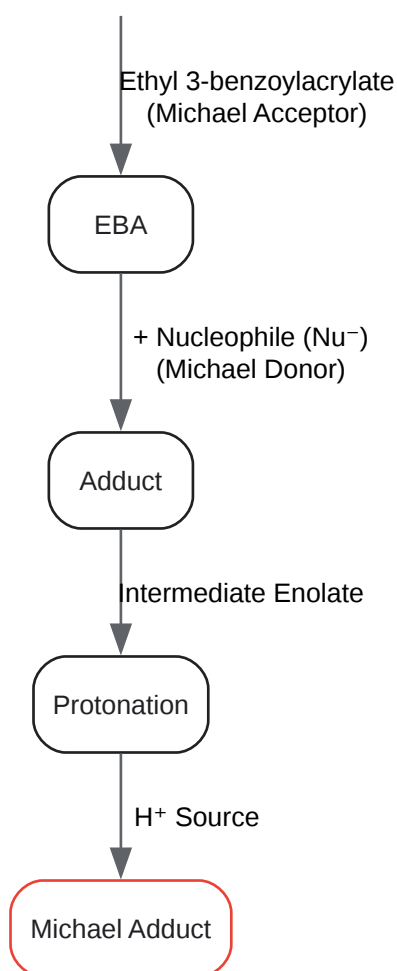 Ethyl 3-benzoylacrylate
(Michael Acceptor)
EBA
+ Nucleophile (Nu⁻)
(Michael Donor)
Adduct
Intermediate Enolate
Protonation
H⁺ Source
Michael Adduct